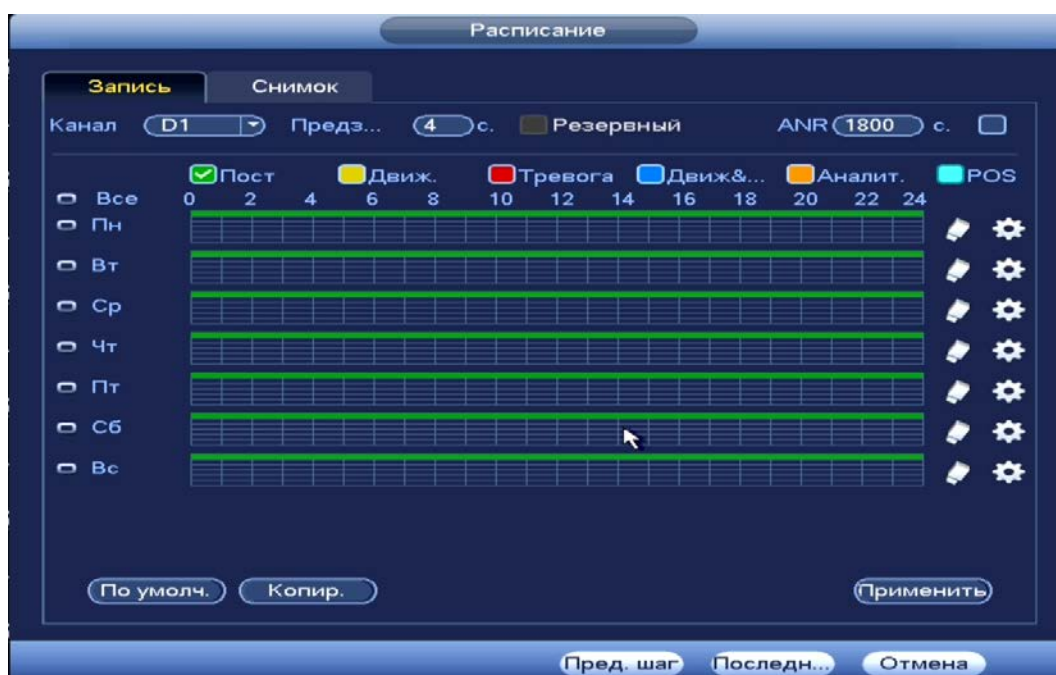 Расписание
Запись Снимок
Канал D1 Предз... 4 с. Резервный ANR 1800 с.
Пост Движ. Тревога Движ&... Аналит. POS
Все 0 2 4 6 8 10 12 14 16 18 20 22 24
Пн
Вт
Ср
Чт
Пт
Сб
Вс
По умолч. Копир. Применить
Пред. шаг Последн... Отмена